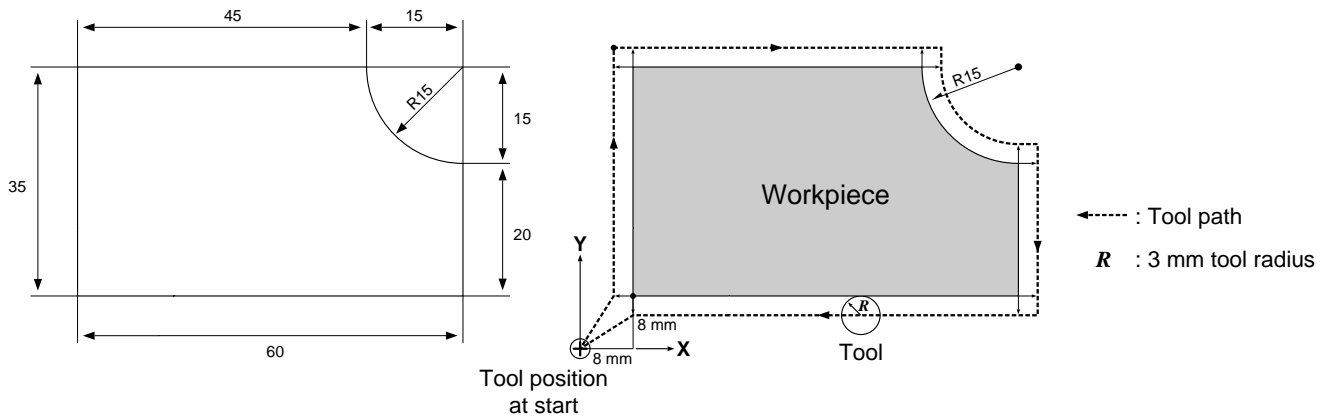 45
15
R15
35
15
20
60
R15
Workpiece
Y
R
8 mm
X
8 mm
Tool
Tool position
at start
: Tool path
R : 3 mm tool radius